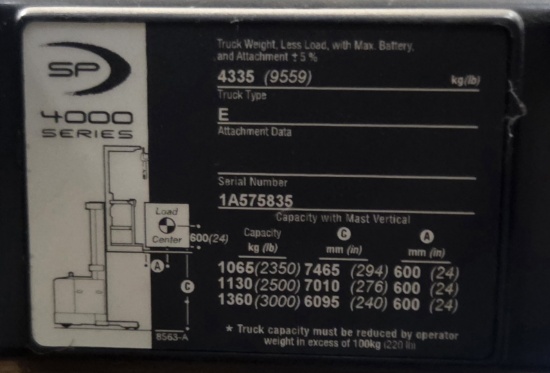 SP
4000
SERIES
Truck Weight, Less Load, with Max. Battery,
and Attachment ± 5 %
4335 (9559) kg(lb)
Truck Type
E
Attachment Data
Serial Number
1A575835
Capacity with Mast Vertical
Load
Center
600(24)
A
C
8563-A
Capacity C A
kg (lb) mm (in) mm (in)
1065(2350) 7465 (294) 600 (24)
1130(2500) 7010 (276) 600 (24)
1360(3000) 6095 (240) 600 (24)
* Truck capacity must be reduced by operator
weight in excess of 100kg (220 lb)